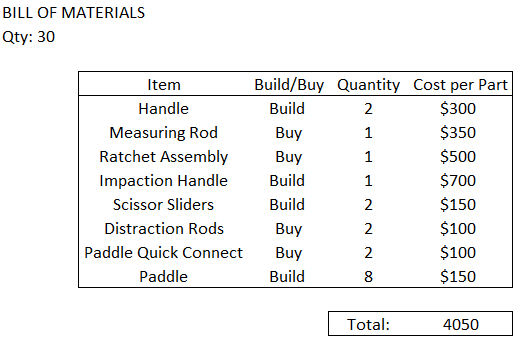 BILL OF MATERIALS
Qty: 30
Item Build/Buy Quantity Cost per Part
Handle Build 2 $300
Measuring Rod Buy 1 $350
Ratchet Assembly Buy 1 $500
Impaction Handle Build 1 $700
Scissor Sliders Build 2 $150
Distraction Rods Buy 2 $100
Paddle Quick Connect Buy 2 $100
Paddle Build 8 $150
Total: 4050